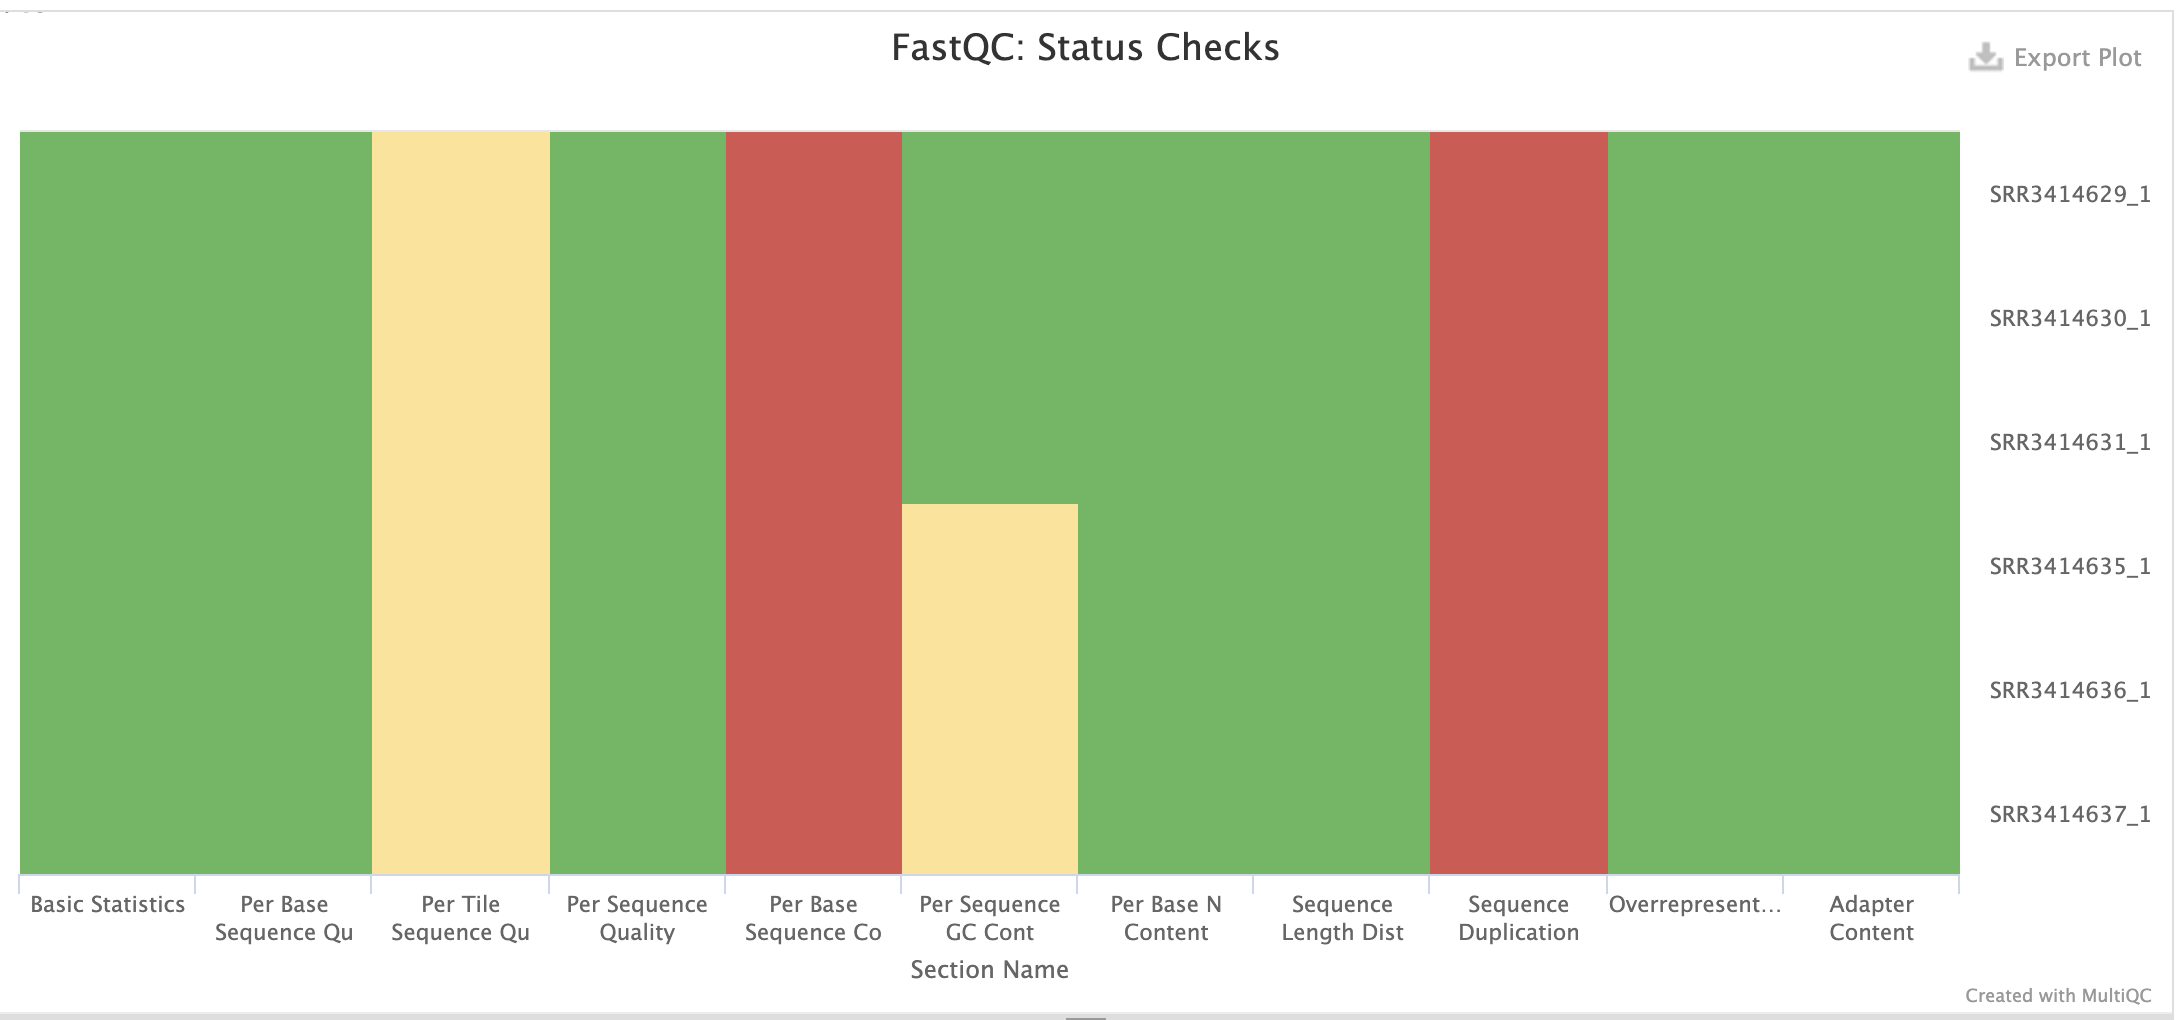 FastQC: Status Checks
Export Plot
SRR3414629_1
SRR3414630_1
SRR3414631_1
SRR3414635_1
SRR3414636_1
SRR3414637_1
Basic Statistics
Per Base
Sequence Qu
Per Tile
Sequence Qu
Per Sequence
Quality
Per Base
Sequence Co
Per Sequence
GC Cont
Per Base N
Content
Sequence
Length Dist
Sequence
Duplication
Overrepresent...
Adapter
Content
Section Name
Created with MultiQC